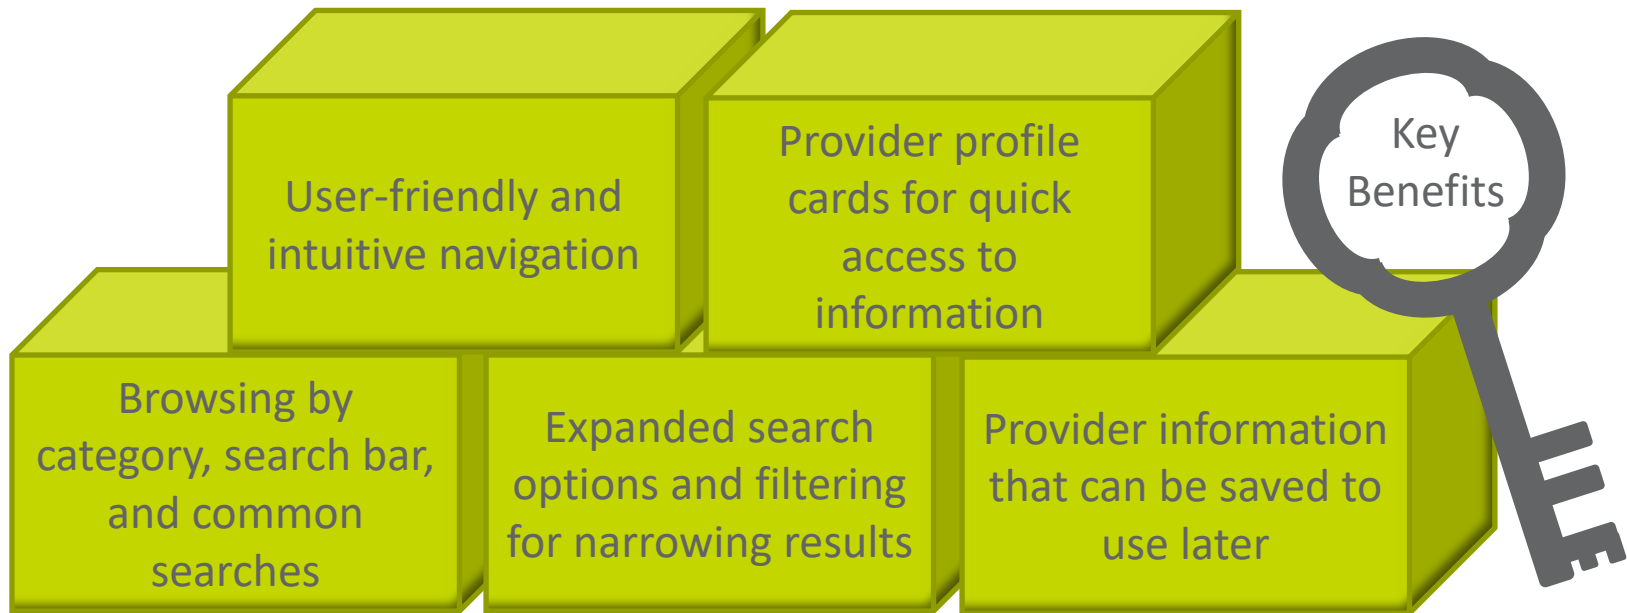 User-friendly and
intuitive navigation
Provider profile
cards for quick
access to
information
Key
Benefits
Browsing by
category, search bar,
and common
searches
Expanded search
options and filtering
for narrowing results
Provider information
that can be saved to
use later